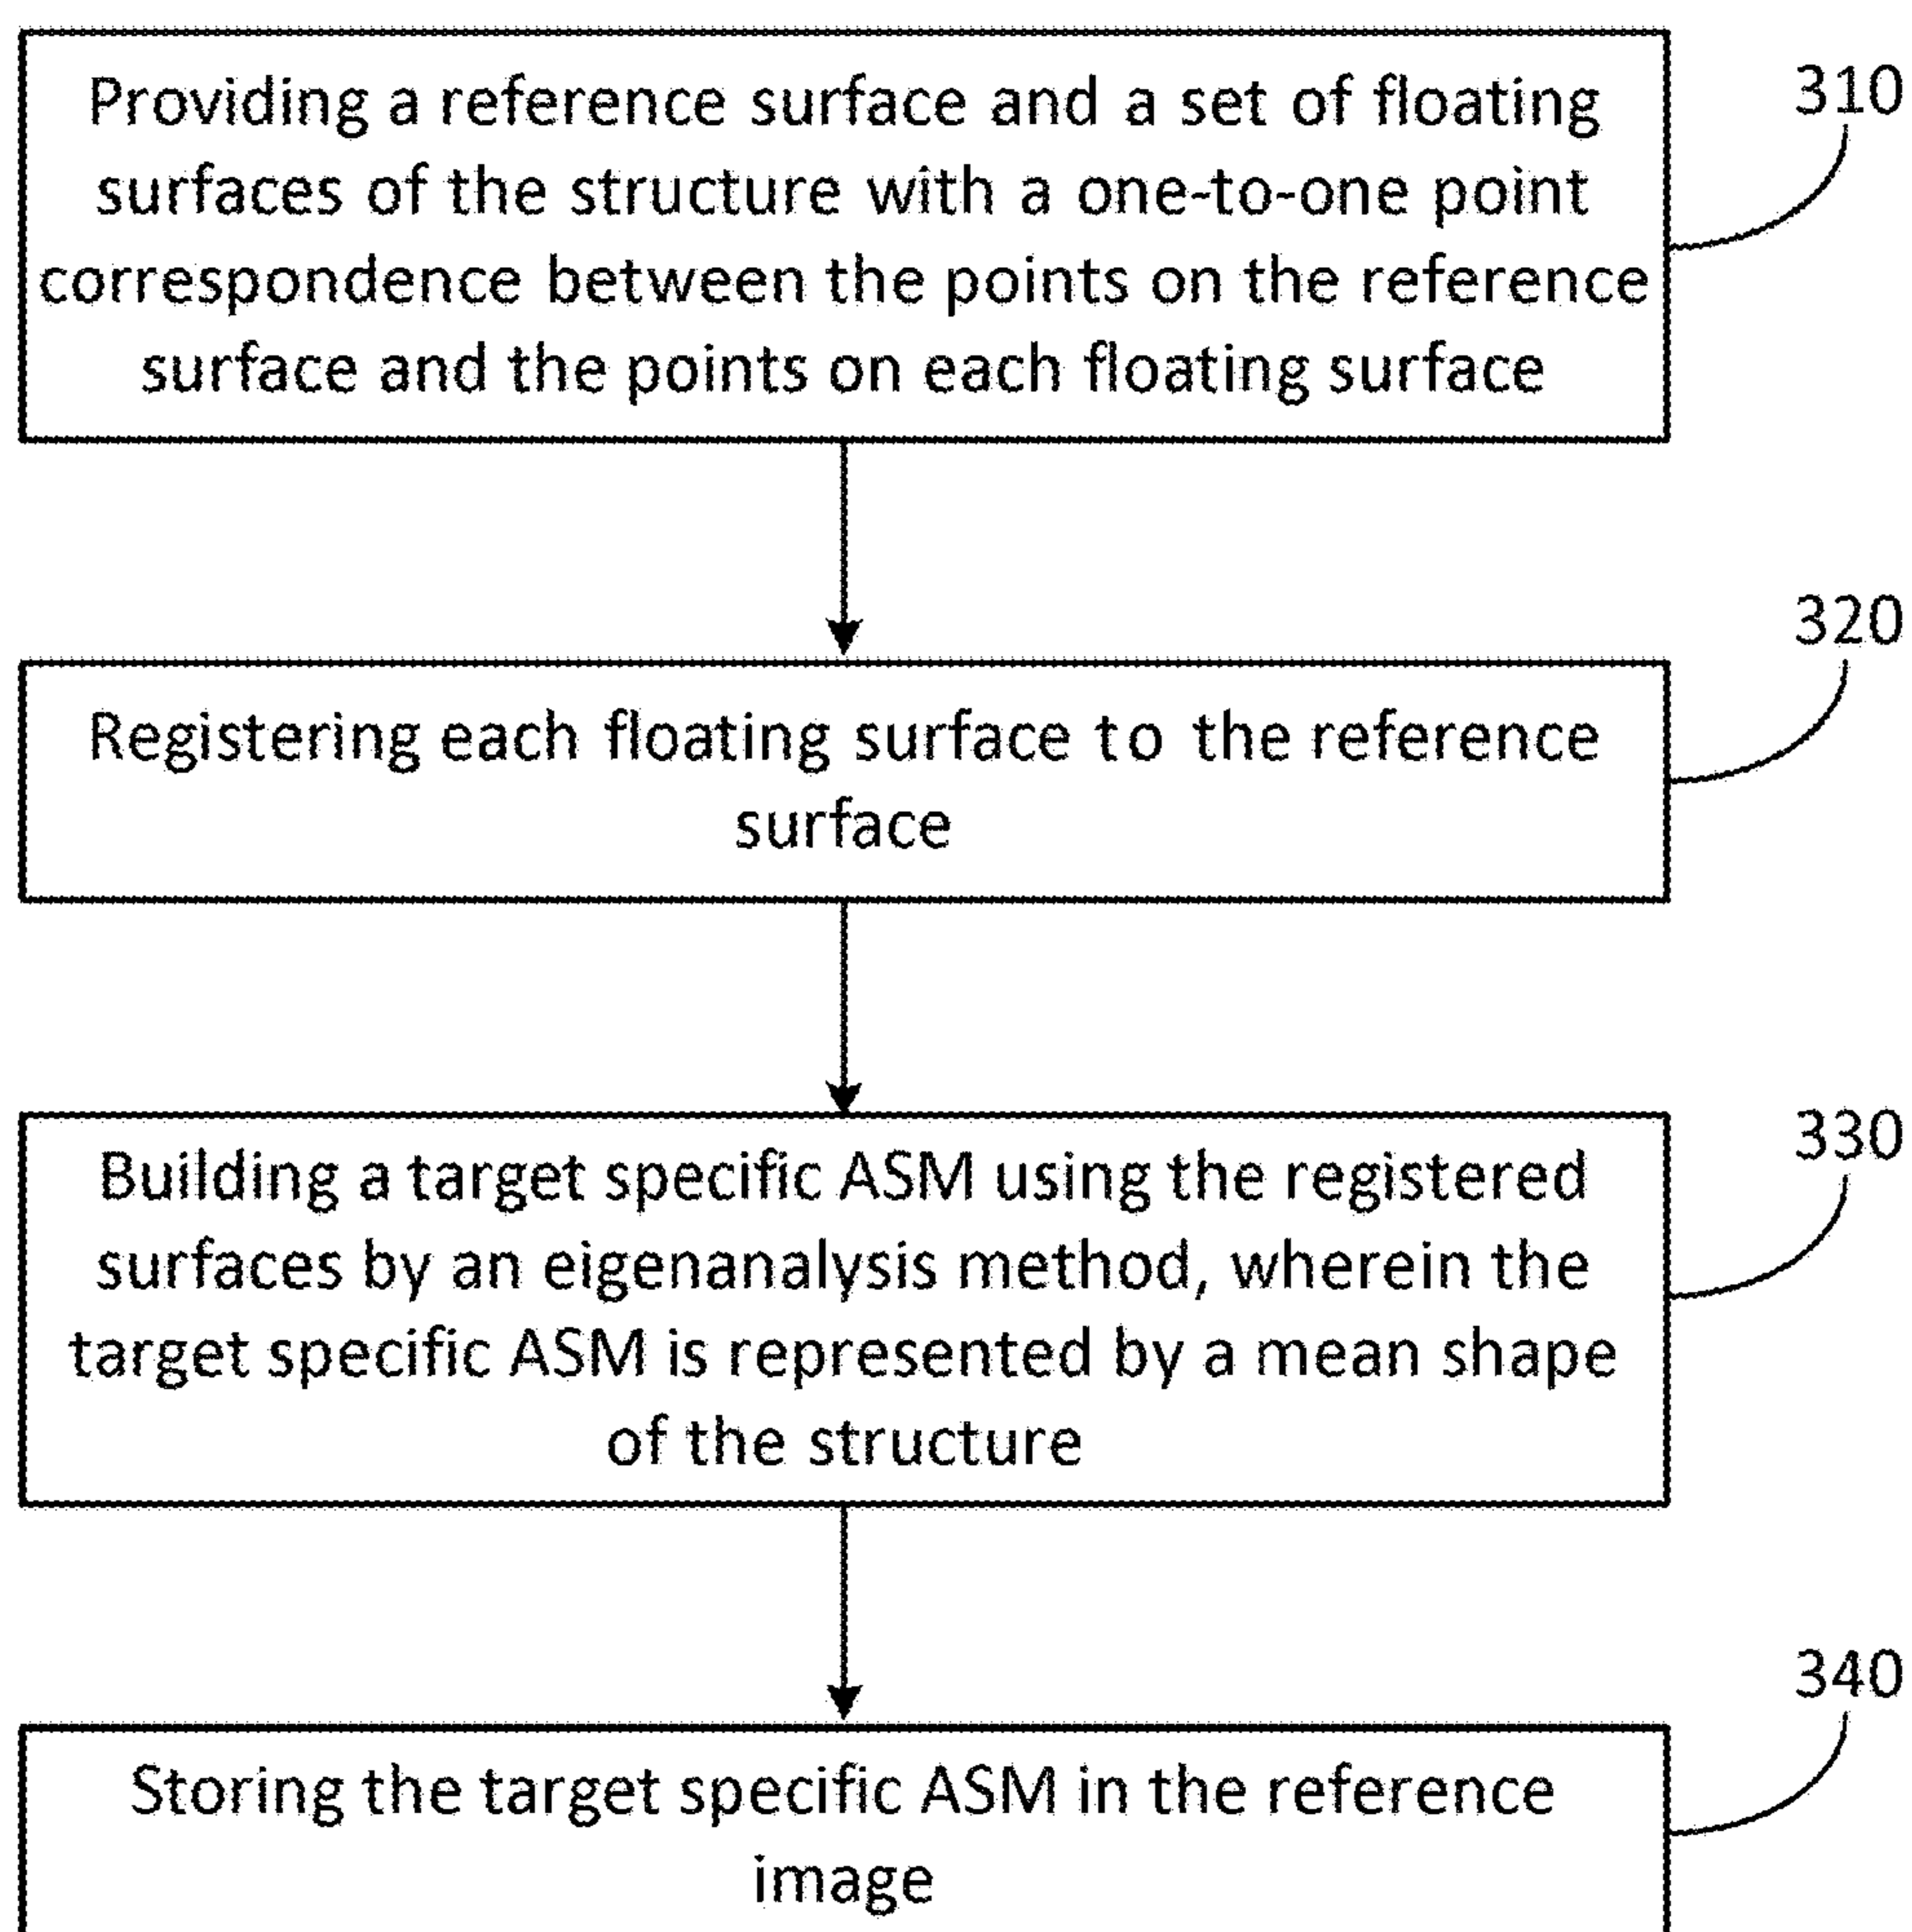 Providing a reference surface and a set of floating
surfaces of the structure with a one-to-one point
correspondence between the points on the reference
surface and the points on each floating surface
310
Registering each floating surface to the reference
surface
320
Building a target specific ASM using the registered
surfaces by an eigenanalysis method, wherein the
target specific ASM is represented by a mean shape
of the structure
330
Storing the target specific ASM in the reference
image
340